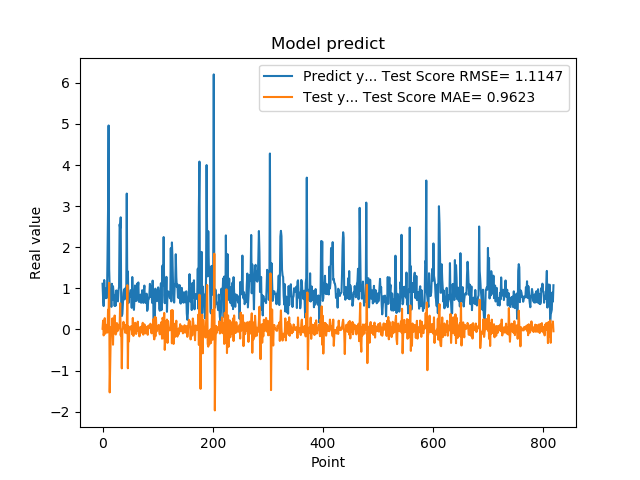 Model predict
Predict y... Test Score RMSE= 1.1147
Test y... Test Score MAE= 0.9623
6
5
4
3
2
1
0
−1
−2
Real value
0 200 400 600 800
Point